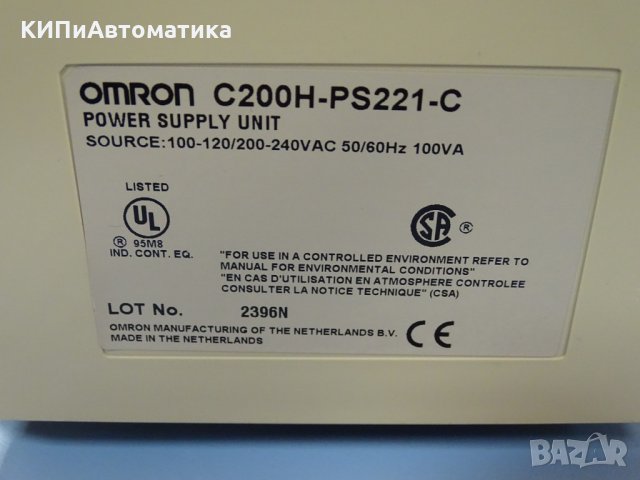 КИПиАвтоматика
OMRON C200H-PS221-C
POWER SUPPLY UNIT
SOURCE:100-120/200-240VAC 50/60Hz 100VA
LISTED
UL
® 95M8
IND. CONT. EQ.
SA ®
"FOR USE IN A CONTROLLED ENVIRONMENT REFER TO
MANUAL FOR ENVIRONMENTAL CONDITIONS"
"EN CAS D'UTILISATION EN ATMOSPHERE CONTROLEE
CONSULTER LA NOTICE TECHNIQUE" (CSA)
LOT No. 2396N
OMRON MANUFACTURING OF THE NETHERLANDS B.V.
MADE IN THE NETHERLANDS
CE
BAZAR